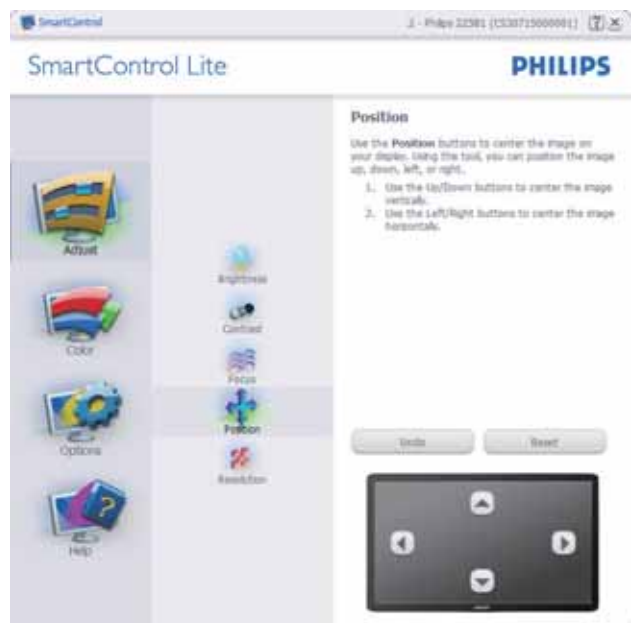 SmartControl
SmartControl Lite
PHILIPS
Adjust
Color
Options
Help
Brightness
Contrast
Focus
Position
Resolution
Position
Use the Position buttons to center the image on
your display. Using the tool, you can position the image
up, down, left, or right.
1. Use the Up/Down buttons to center the image
vertically.
2. Use the Left/Right buttons to center the image
horizontally.
Undo
Reset